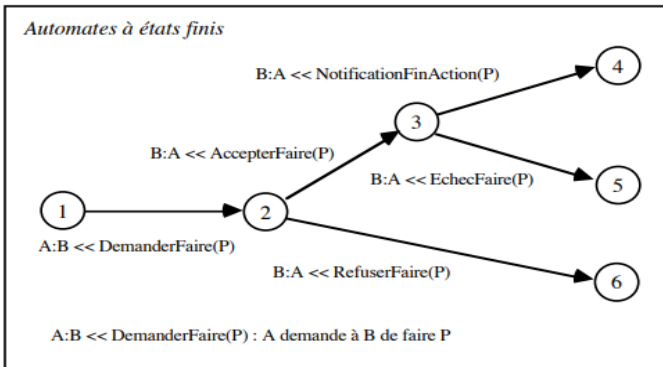 Automates à états finis
B:A << NotificationFinAction(P)
4
3
B:A << AccepterFaire(P)
B:A << EchecFaire(P)
5
1
2
A:B << DemanderFaire(P)
B:A << RefuserFaire(P)
6
A:B << DemanderFaire(P) : A demande à B de faire P